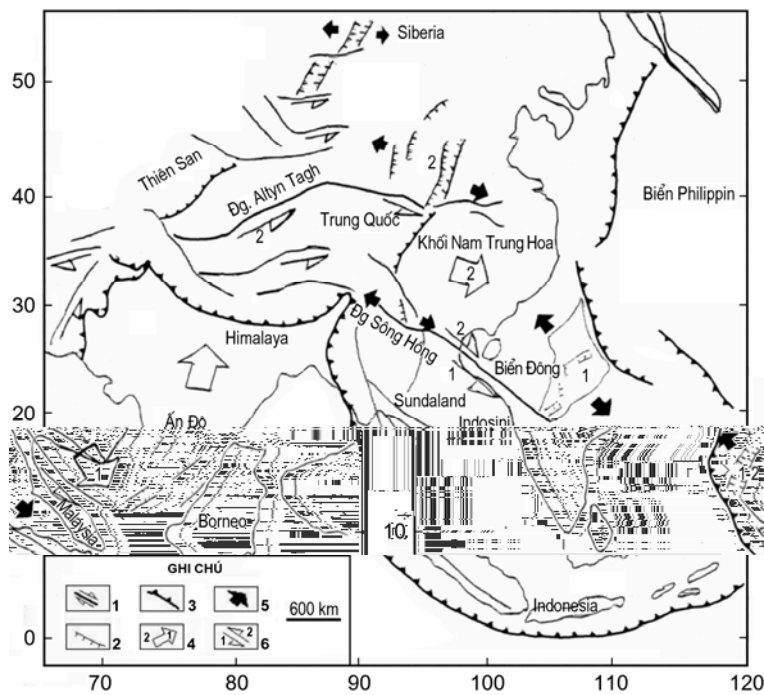 Siberia
50
2
Thiên San
40
Đg. Altyn Tagh
Biển Philippin
Trung Quốc
2
Khối Nam Trung Hoa
2
30
Himalaya
Đg Sông Hồng
2
Biển Đông
1
1
Sundaland
20
Ấn Độ
Indosini
1
Malaysia
Borneo
10
GHI CHÚ
1
3
5
600 km
Indonesia
2
2 1 4
1 2 6
0
70 80 90 100 110 120